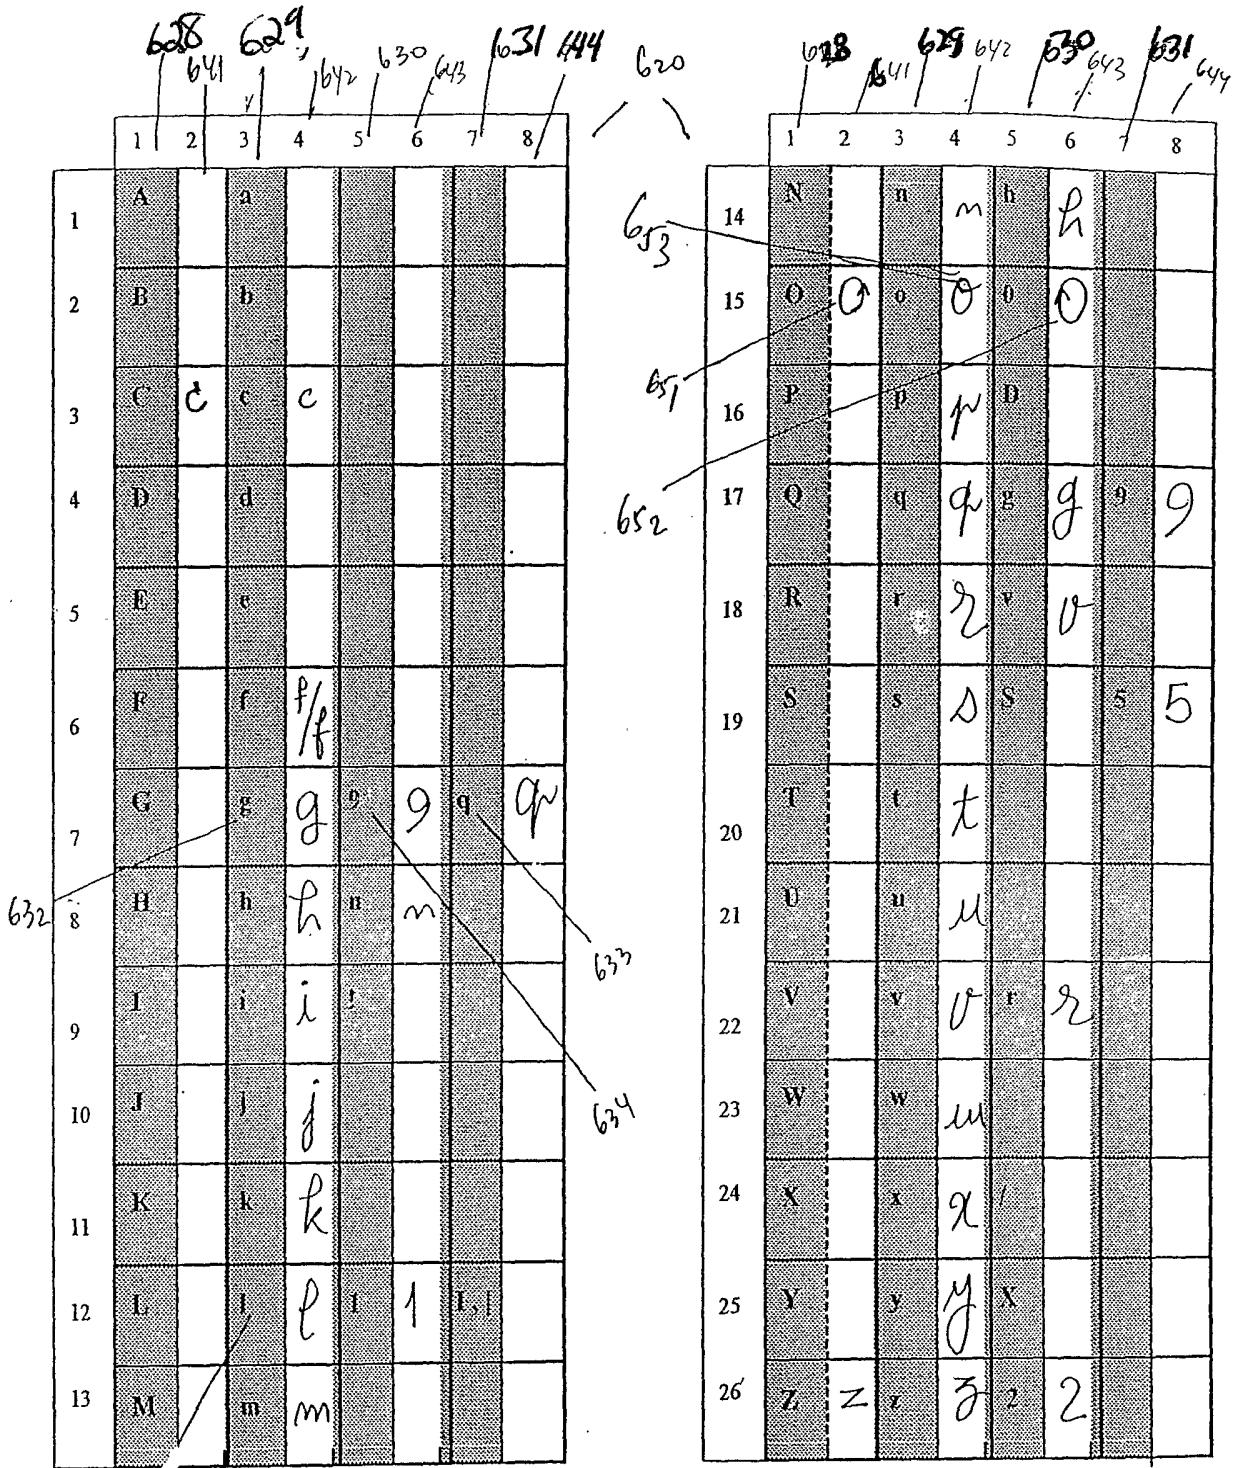 628 629 630 631 644 620 628 629 642 630 631
641 642 643 641 643 644
1 2 3 4 5 6 7 8
1 2 3 4 5 6 7 8
1 A a
2 B b
3 C c c c
4 D d
5 E e
6 F f f/f
7 G g g 9 9 q q
8 H h h n n
9 I i i !
10 J j j
11 K k k
12 L l l 1 1 I, |
13 M m m
632
633
634
653
651
652
14 N n n h h
15 O O o o 0 0
16 P p p D
17 Q q q g g 9 9
18 R r r v v
19 S s s S 5 5
20 T t t
21 U u u
22 V v v r r
23 W w w
24 X x x /
25 Y y y X
26 Z z z z 2 2